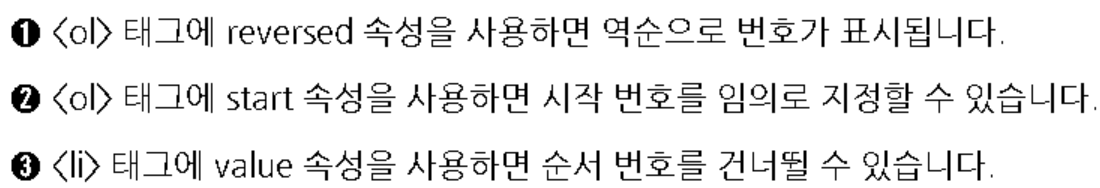 ❶ 〈ol〉 태그에 reversed 속성을 사용하면 역순으로 번호가 표시됩니다.
❷ 〈ol〉 태그에 start 속성을 사용하면 시작 번호를 임의로 지정할 수 있습니다.
❸ 〈li〉 태그에 value 속성을 사용하면 순서 번호를 건너뛸 수 있습니다.